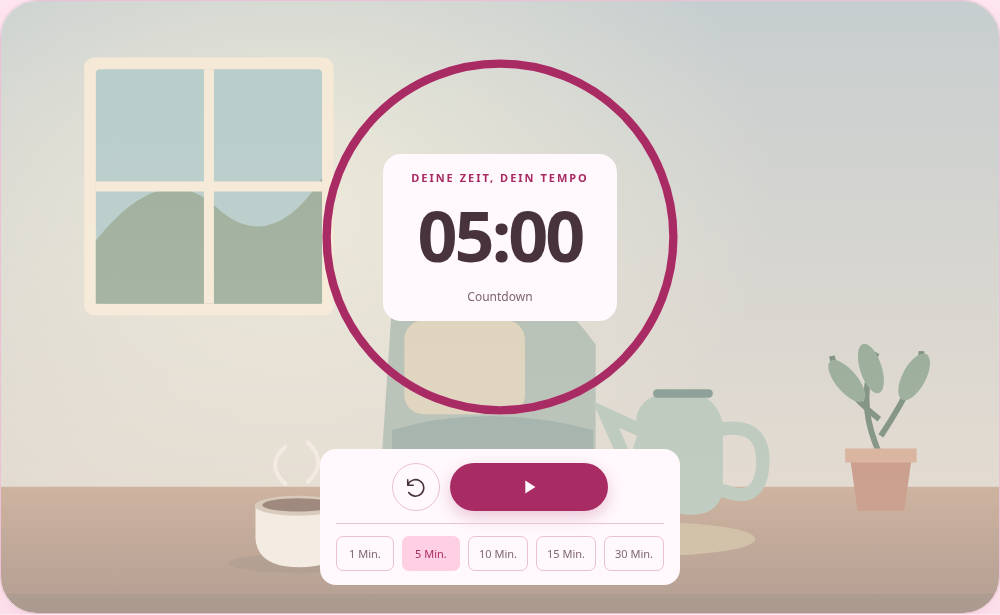 DEINE ZEIT, DEIN TEMPO
05:00
Countdown
1 Min. 5 Min. 10 Min. 15 Min. 30 Min.